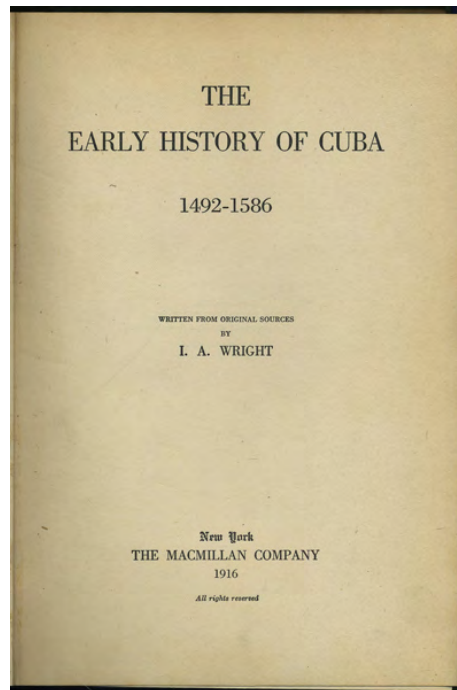 THE
EARLY HISTORY OF CUBA
1492-1586
WRITTEN FROM ORIGINAL SOURCES
BY
I. A. WRIGHT
New York
THE MACMILLAN COMPANY
1916
All rights reserved